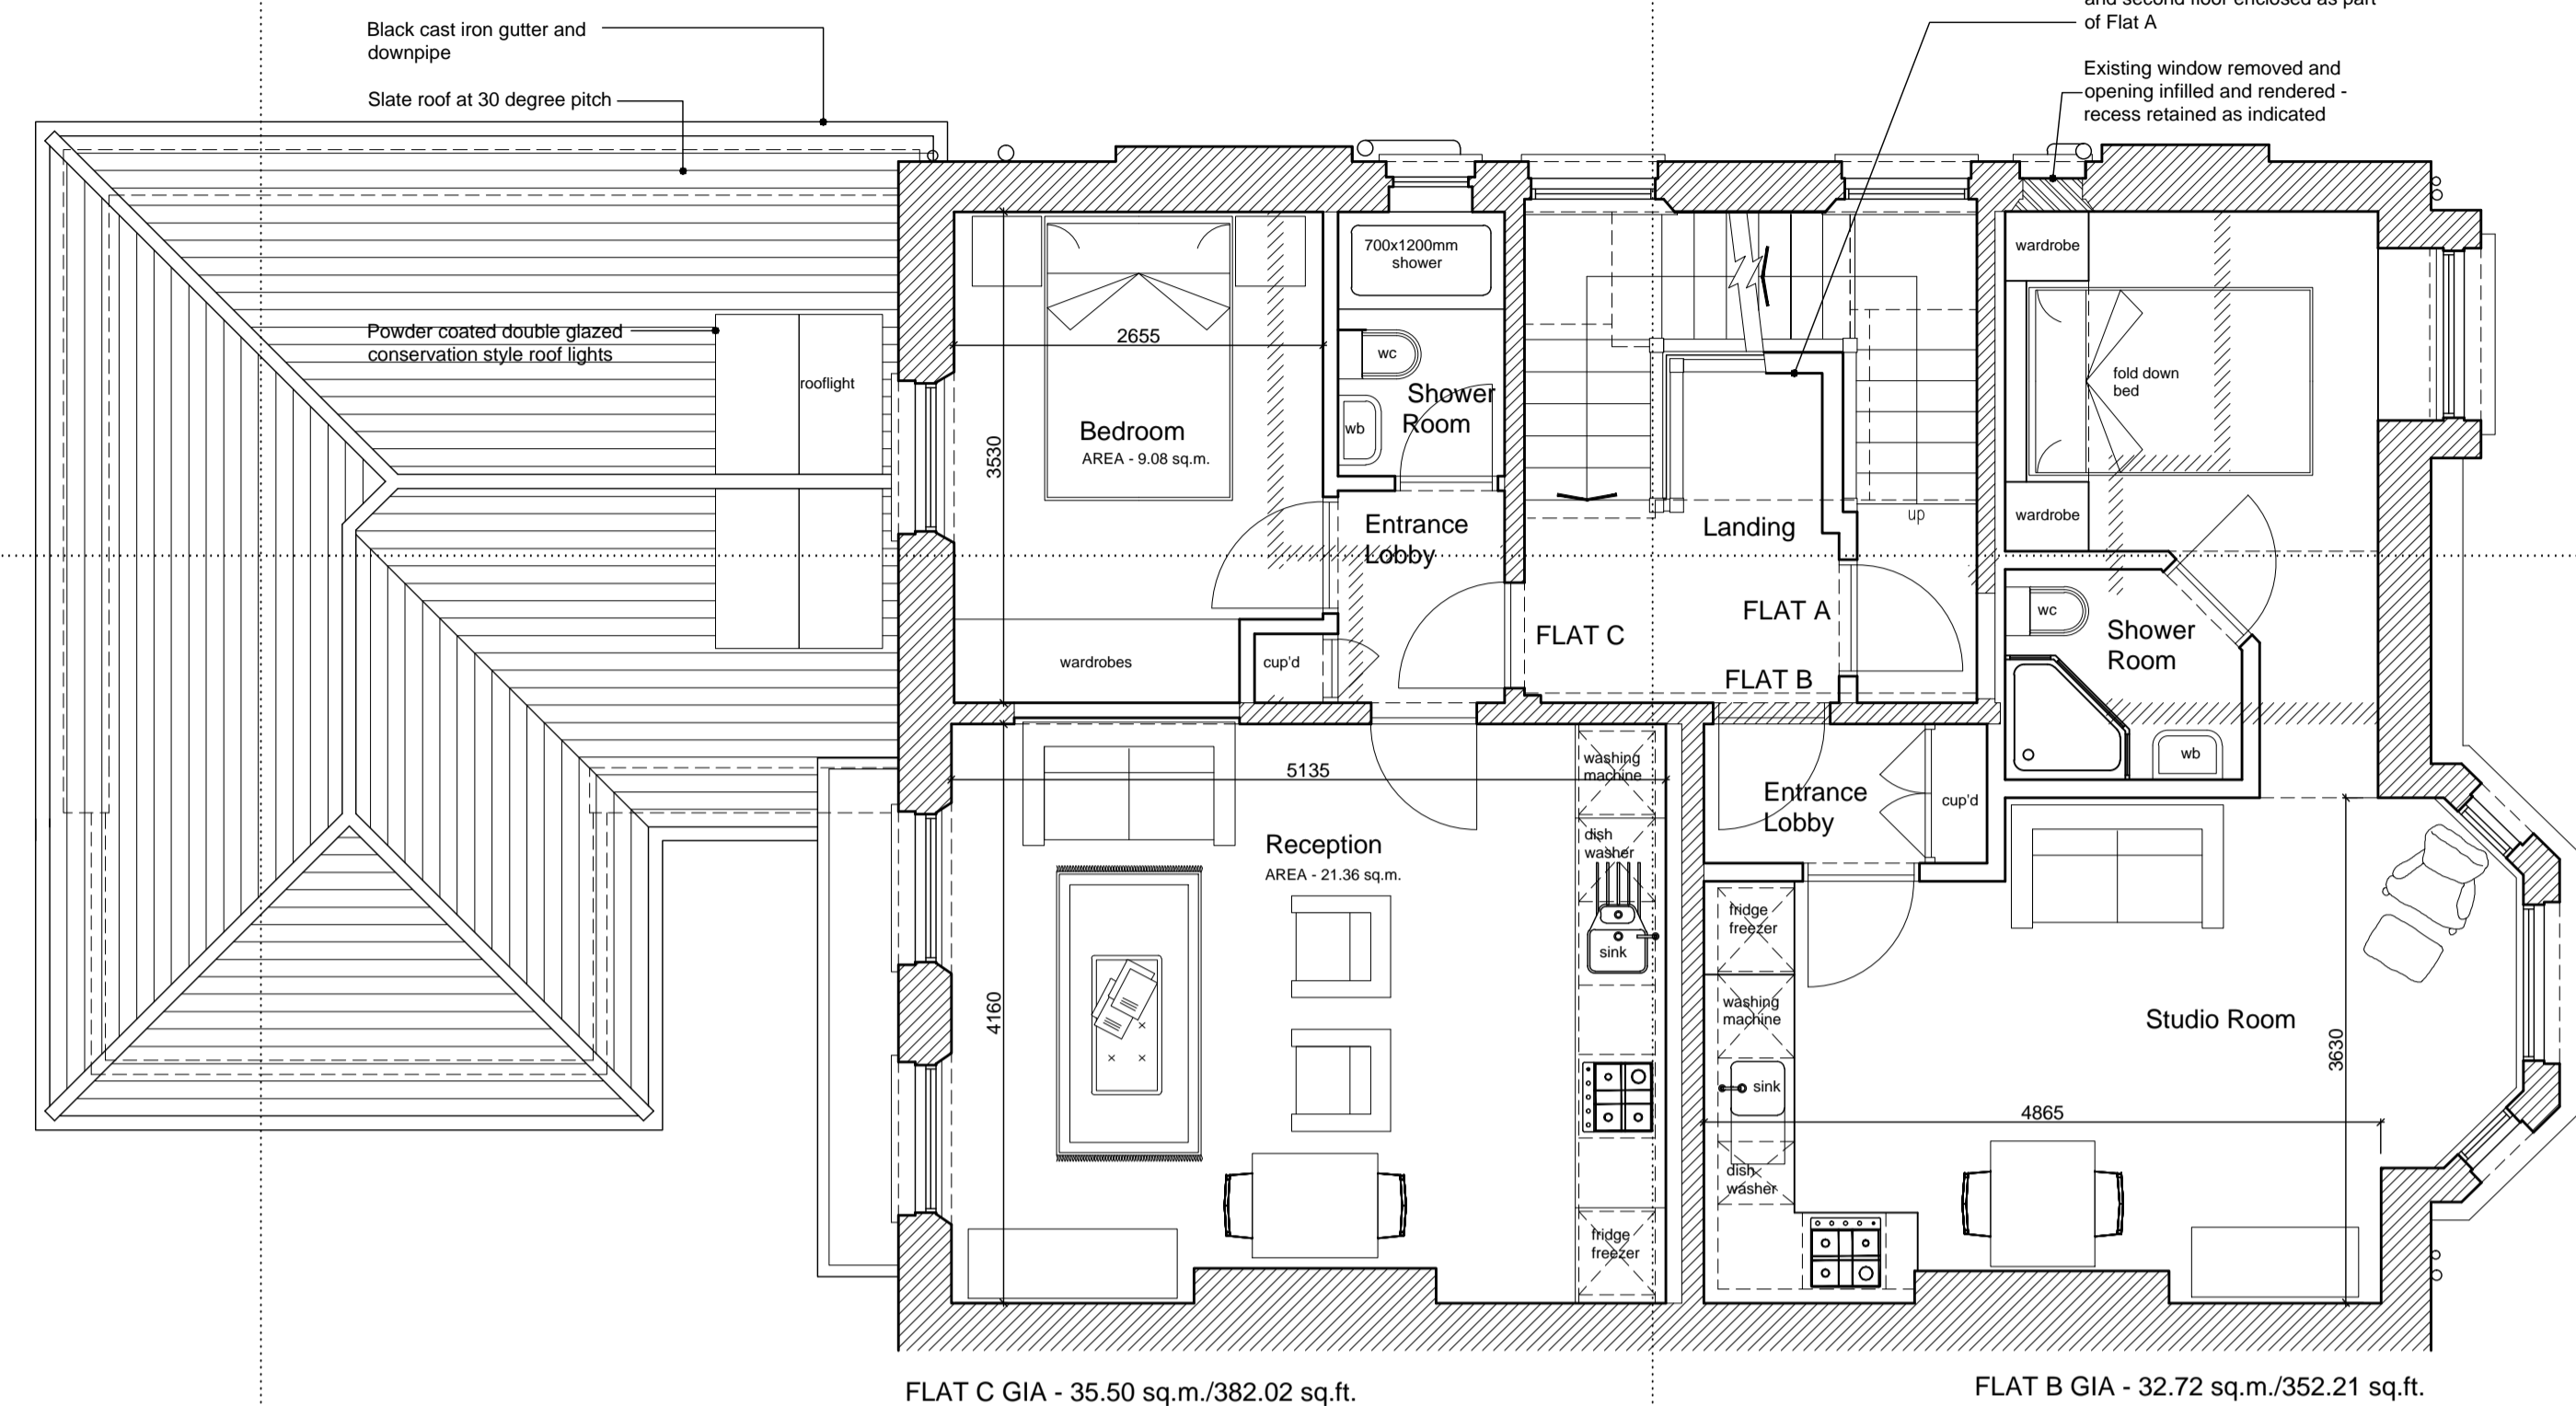 and second floor enclosed as part
of Flat A
Black cast iron gutter and
downpipe
Existing window removed and
opening infilled and rendered -
recess retained as indicated
Slate roof at 30 degree pitch
Powder coated double glazed
conservation style roof lights
rooflight
2655
3530
Bedroom
AREA - 9.08 sq.m.
700x1200mm
shower
wc
wb
Shower
Room
Entrance
Lobby
wardrobes
cup'd
Landing
up
FLAT A
FLAT C
FLAT B
wardrobe
fold down
bed
wardrobe
wc
Shower
Room
wb
5135
4160
Reception
AREA - 21.36 sq.m.
washing
machine
dish
washer
sink
fridge
freezer
Entrance
Lobby
cup'd
fridge
freezer
washing
machine
sink
dish
washer
Studio Room
4865
3630
FLAT C GIA - 35.50 sq.m./382.02 sq.ft.
FLAT B GIA - 32.72 sq.m./352.21 sq.ft.